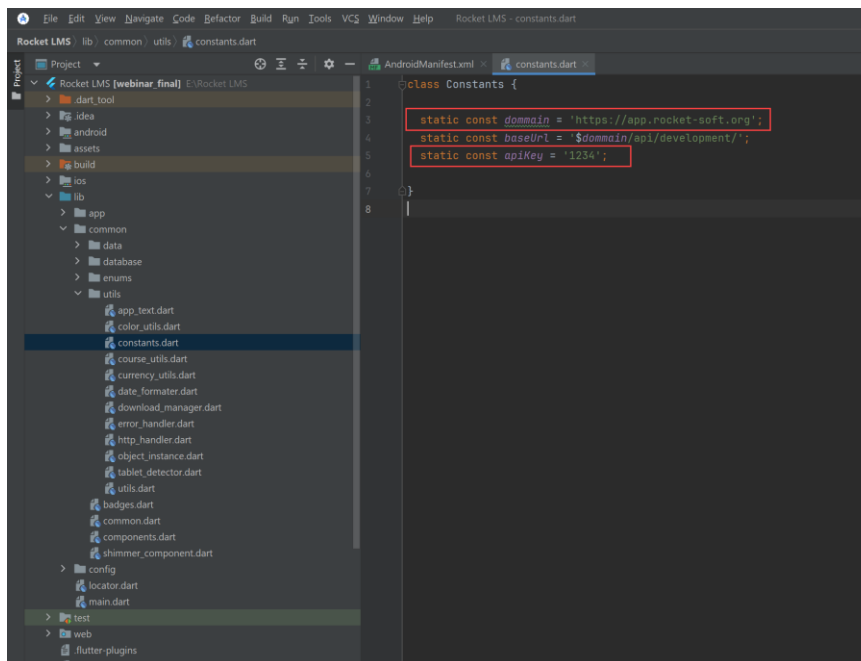 File Edit View Navigate Code Refactor Build Run Tools VCS Window Help Rocket LMS - constants.dart
Rocket LMS lib common utils constants.dart
Project
Project
AndroidManifest.xml constants.dart
Rocket LMS [webinar_final] E:\Rocket LMS
.dart_tool
.idea
android
assets
build
ios
lib
app
common
data
database
enums
utils
app_text.dart
color_utils.dart
constants.dart
course_utils.dart
currency_utils.dart
date_formater.dart
download_manager.dart
error_handler.dart
http_handler.dart
object_instance.dart
tablet_detector.dart
utils.dart
badges.dart
common.dart
components.dart
shimmer_component.dart
config
locator.dart
main.dart
test
web
.flutter-plugins
1 class Constants {
2
3 static const dommain = 'https://app.rocket-soft.org';
4 static const baseUrl = '$dommain/api/development/';
5 static const apiKey = '1234';
6
7 }
8